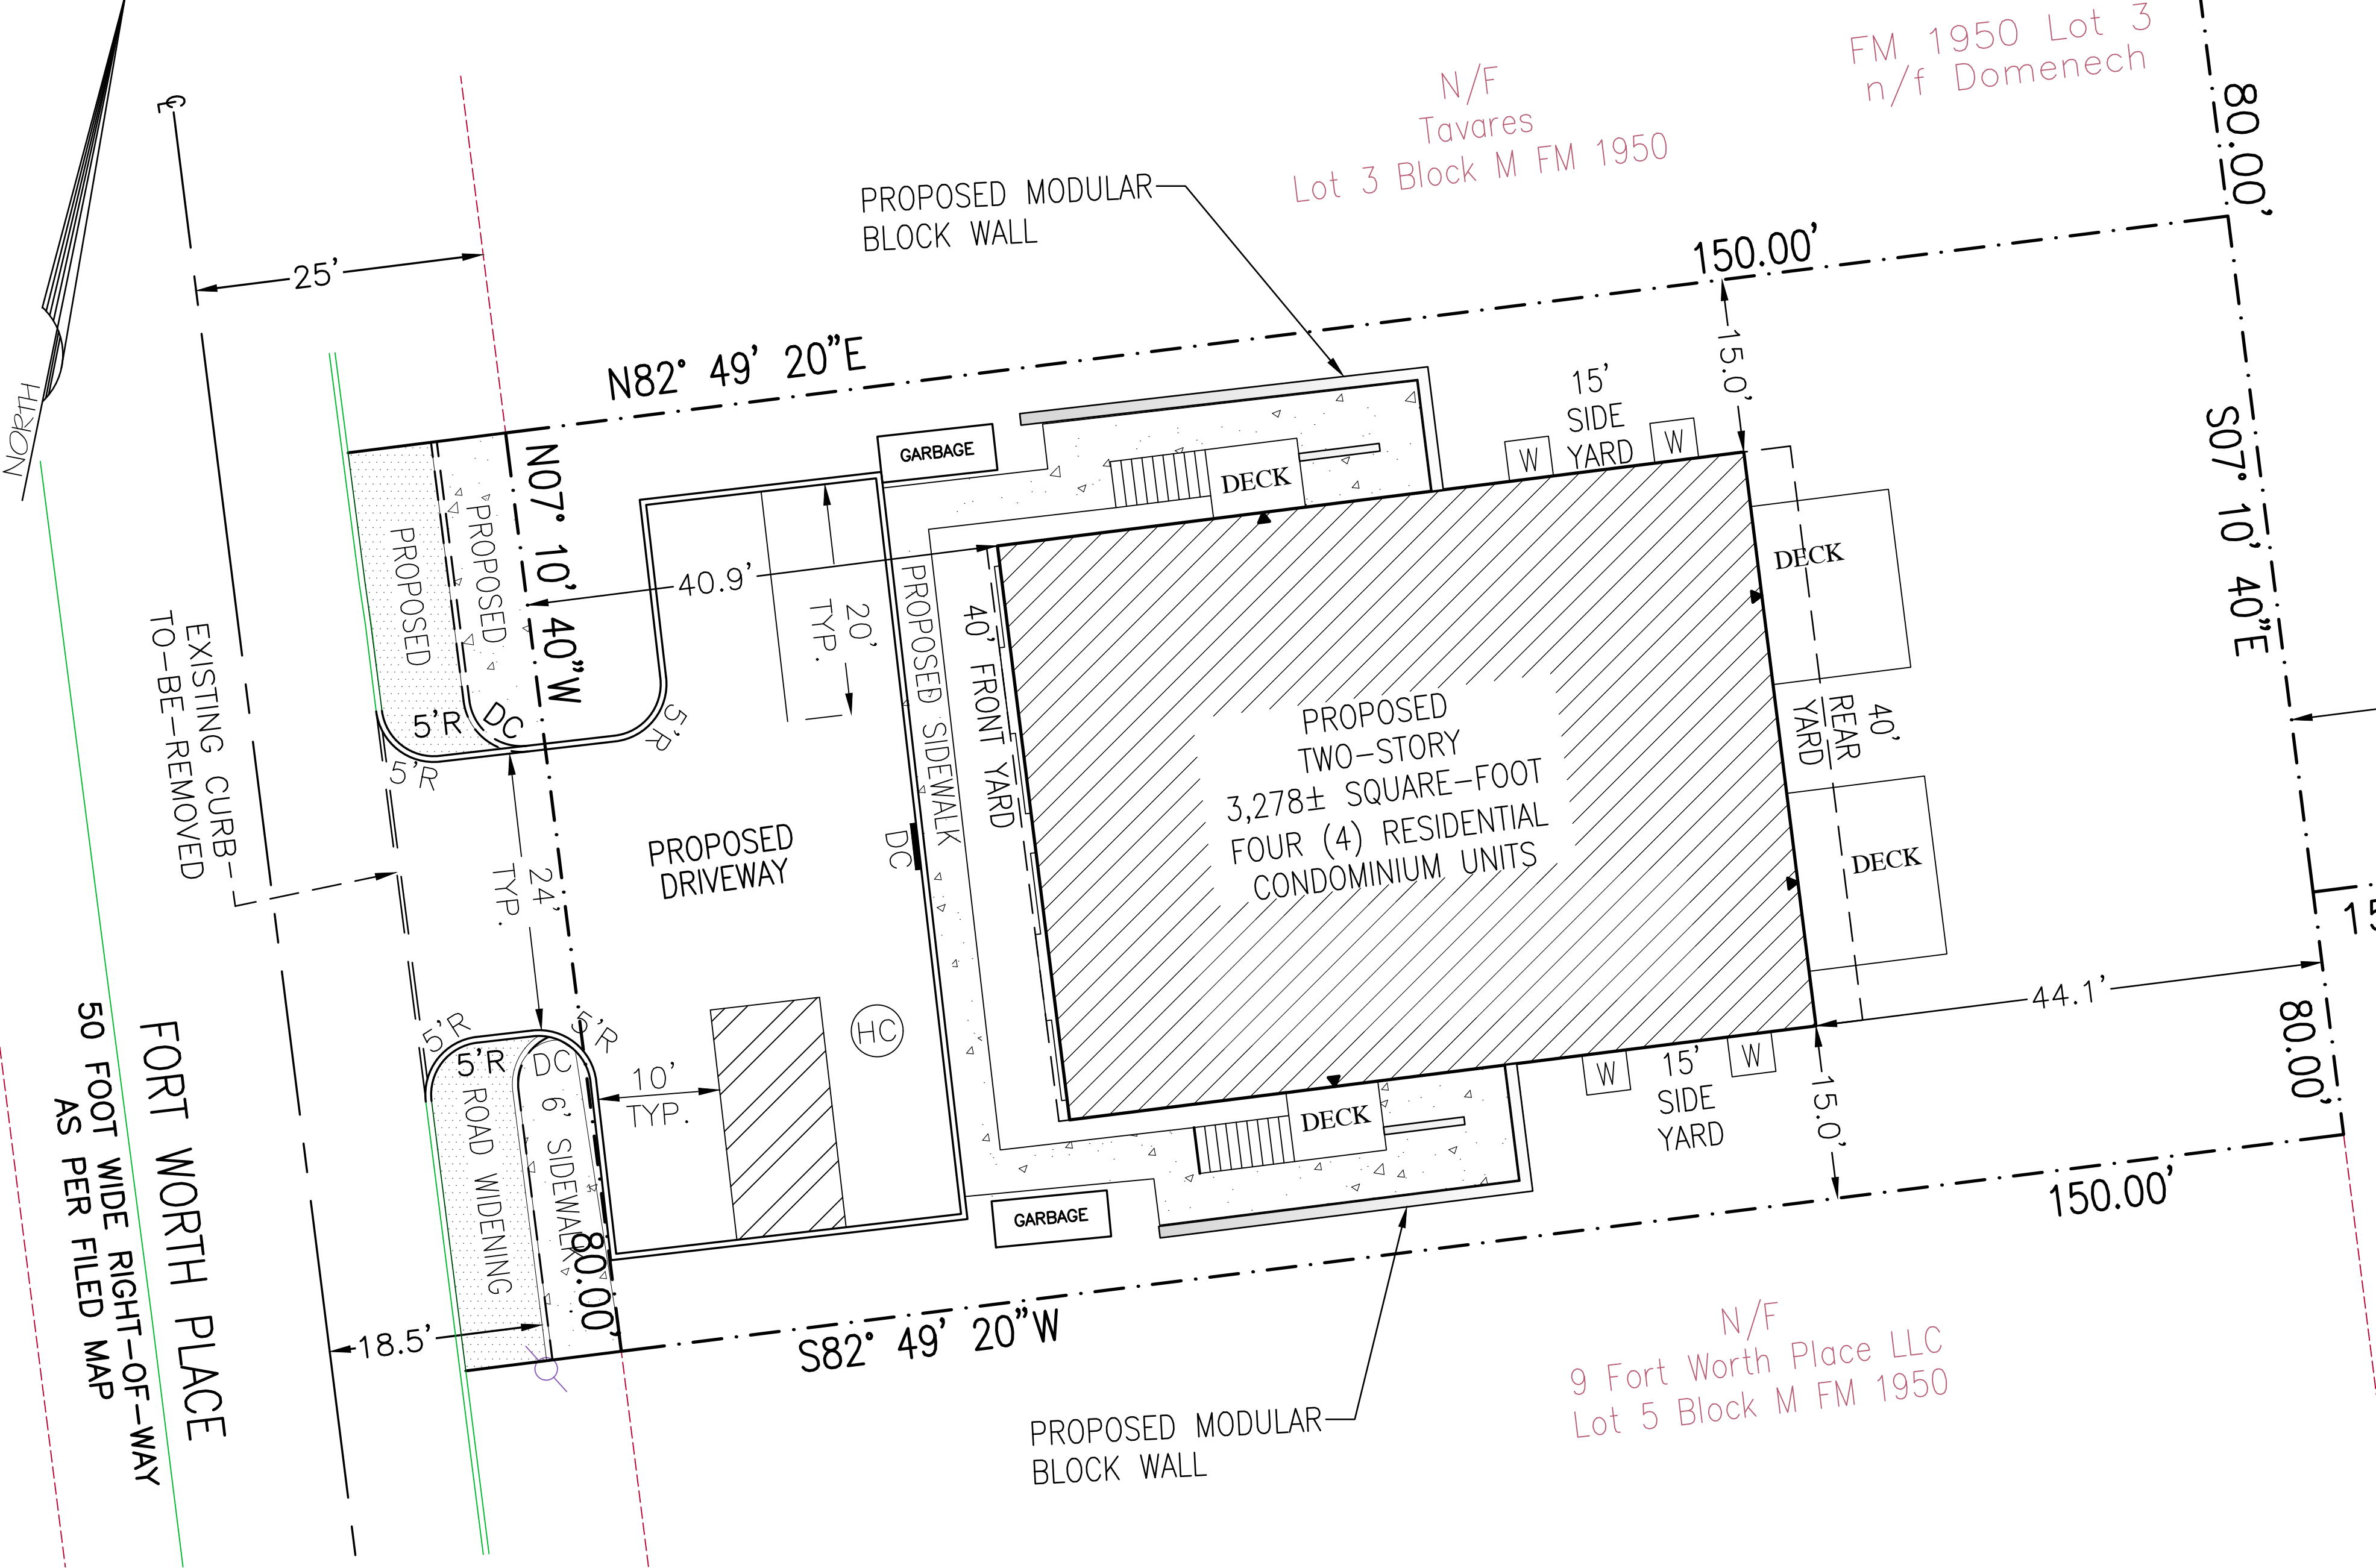 FM 1950 Lot 3
n/f Domenech
N/F
Tavares
Lot 3 Block M FM 1950
80.00'
PROPOSED MODULAR
BLOCK WALL
150.00'
25'
NORTH
N82° 49' 20"E
15.0'
15'
SIDE
YARD
W
W
GARBAGE
DECK
N07° 10' 40"W
S07° 10' 40"E
PROPOSED
PROPOSED
40.9'
20'
TYP.
PROPOSED SIDEWALK
40' FRONT YARD
DECK
EXISTING CURB
TO-BE-REMOVED
5'R
DC
5'R
5'R
PROPOSED
TWO-STORY
3,278± SQUARE-FOOT
FOUR (4) RESIDENTIAL
CONDOMINIUM UNITS
40'
REAR
YARD
24'
TYP.
PROPOSED
DRIVEWAY
DC
DECK
15
44.1'
80.00'
5'R
5'R
DC
5'R
HC
10'
TYP.
ROAD WIDENING
6' SIDEWALK
80.00'
DECK
W
15'
SIDE
YARD
W
15.0'
GARBAGE
150.00'
FORT WORTH PLACE
50 FOOT WIDE RIGHT-OF-WAY
AS PER FILED MAP
18.5'
S82° 49' 20"W
N/F
9 Fort Worth Place LLC
Lot 5 Block M FM 1950
PROPOSED MODULAR
BLOCK WALL